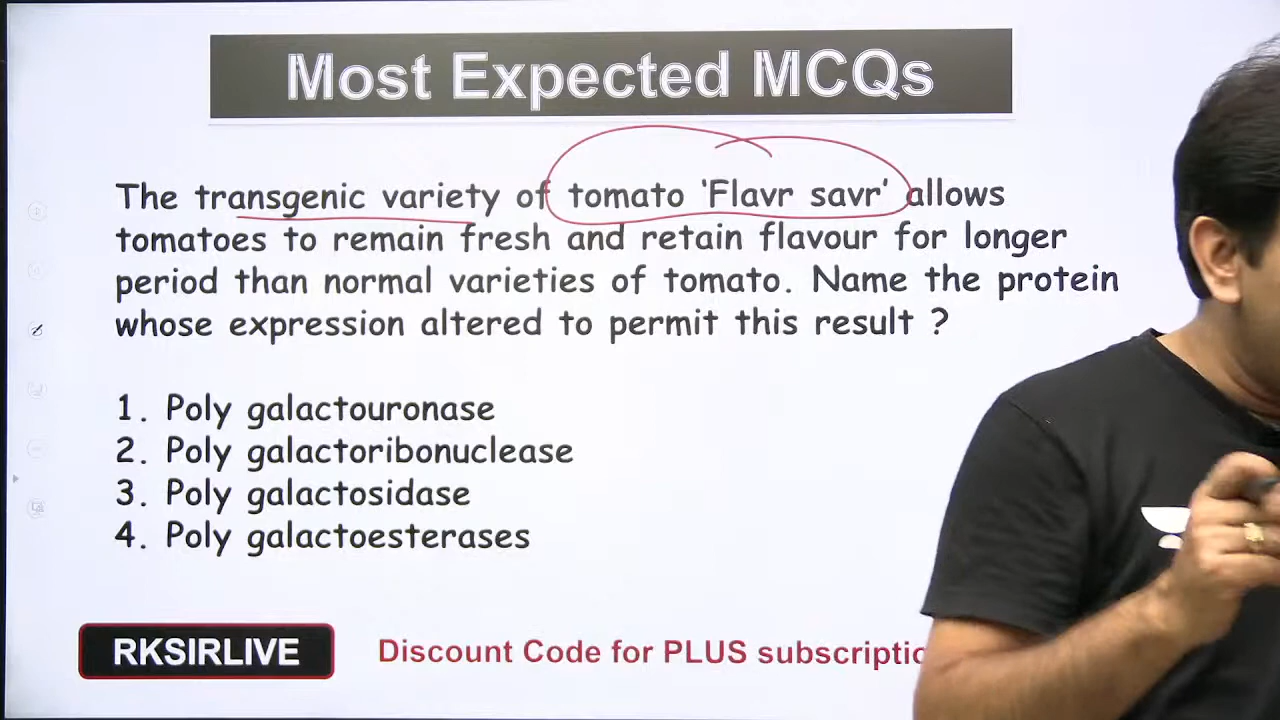 Most Expected MCQs
The transgenic variety of tomato ‘Flavr savr’ allows
tomatoes to remain fresh and retain flavour for longer
period than normal varieties of tomato. Name the protein
whose expression altered to permit this result ?
1. Poly galactouronase
2. Poly galactoribonuclease
3. Poly galactosidase
4. Poly galactoesterases
RKSIRLIVE
Discount Code for PLUS